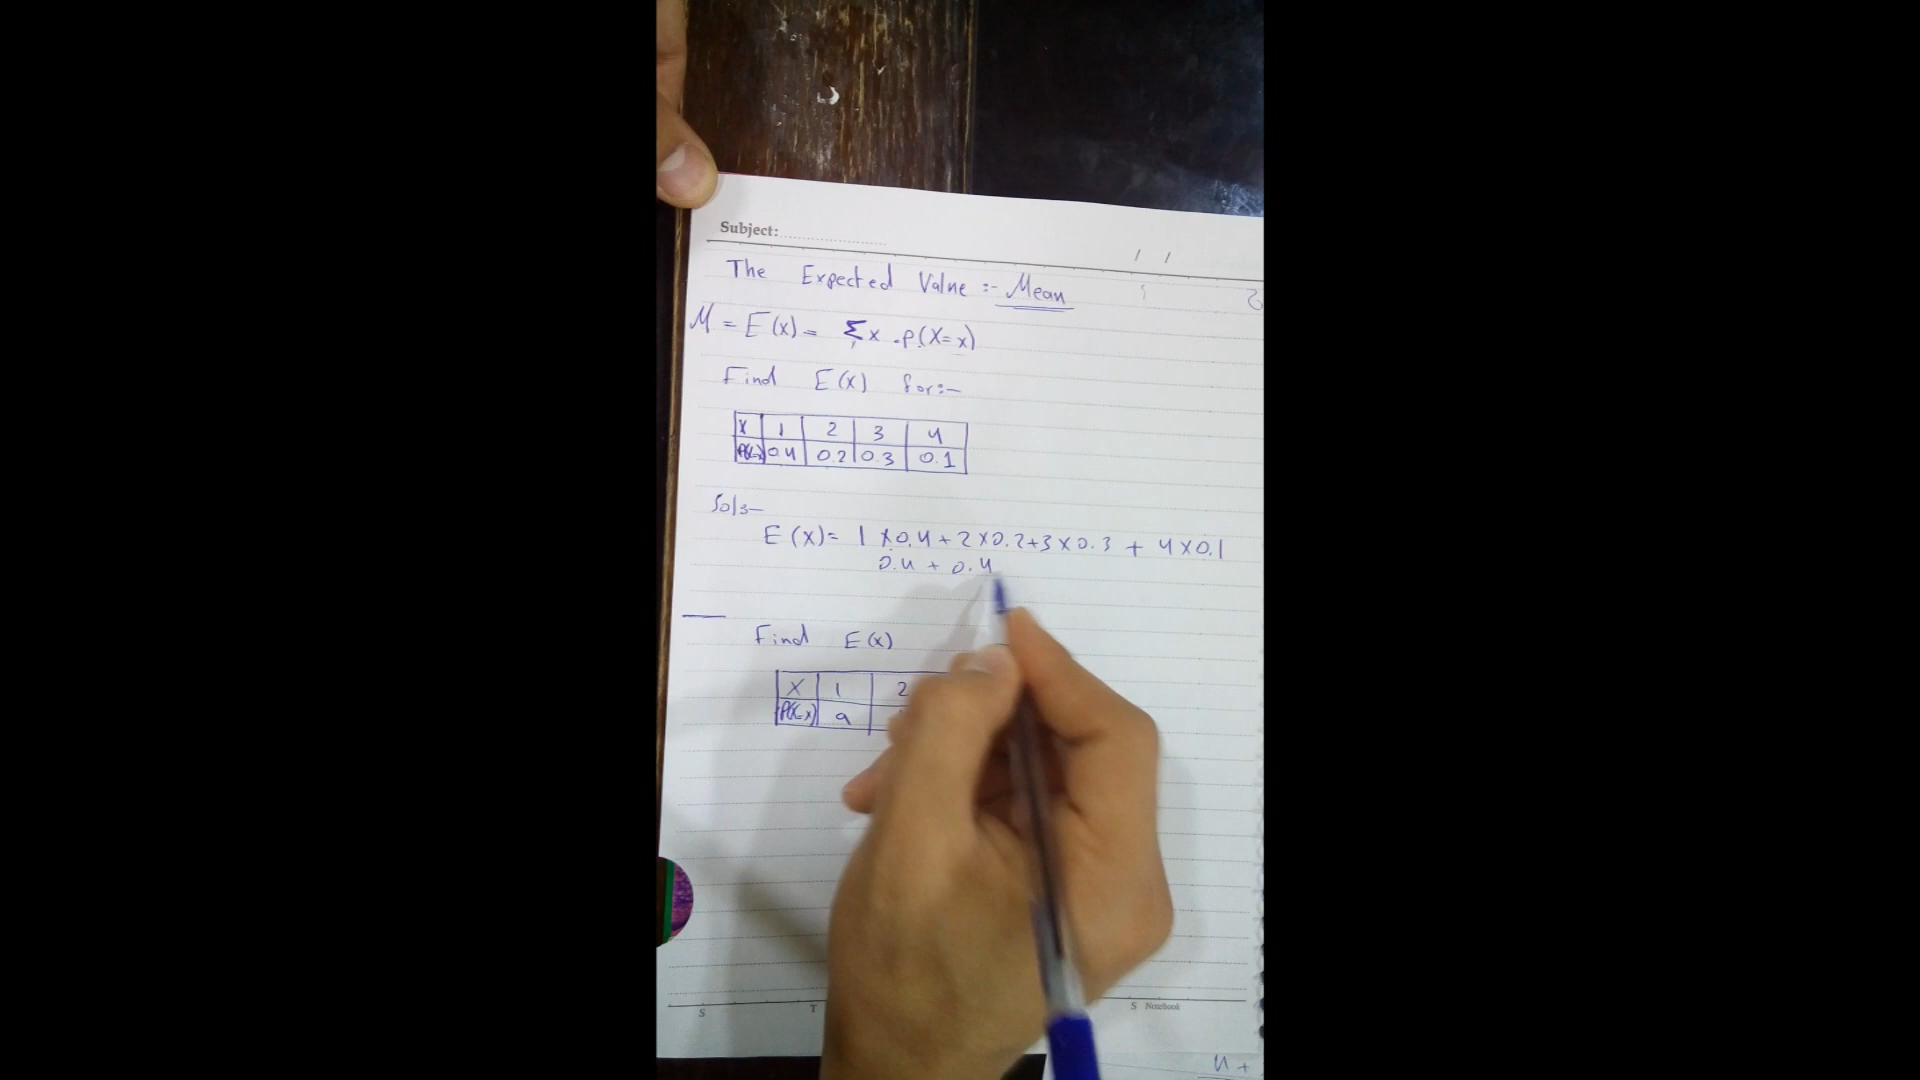 Subject:
The Expected Value :- Mean
M = E(x) = Σ x . P(X=x)
Find E(x) for:-
X 1 2 3 4
P(X=x) 0.4 0.2 0.3 0.1
Sol:-
E(x) = 1 × 0.4 + 2 × 0.2 + 3 × 0.3 + 4 × 0.1
0.4 + 0.4
Find E(x)
X 1 2
P(X=x) a
S T S Notebook
4 +